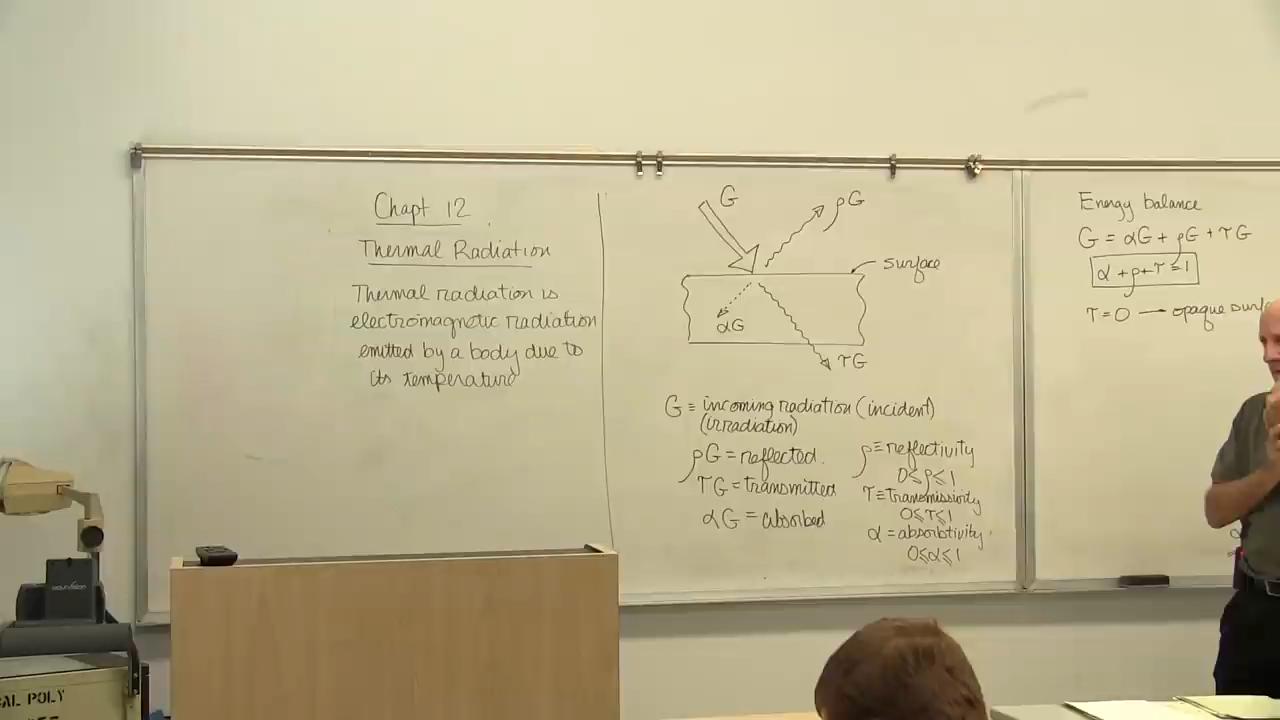 Chapt 12
Thermal Radiation
Thermal radiation is
electromagnetic radiation
emitted by a body due to
its temperature
G
ρG
surface
αG
τG
G ≡ incoming radiation (incident)
(irradiation)
ρG = reflected.
τG = transmitted
αG = absorbed
ρ ≡ reflectivity
0 ≤ ρ ≤ 1
τ ≡ transmissivity
0 ≤ τ ≤ 1
α = absorbtivity
0 ≤ α ≤ 1
Energy balance
G = αG + ρG + τG
α + ρ + τ = 1
τ = 0 → opaque
CAL POLY